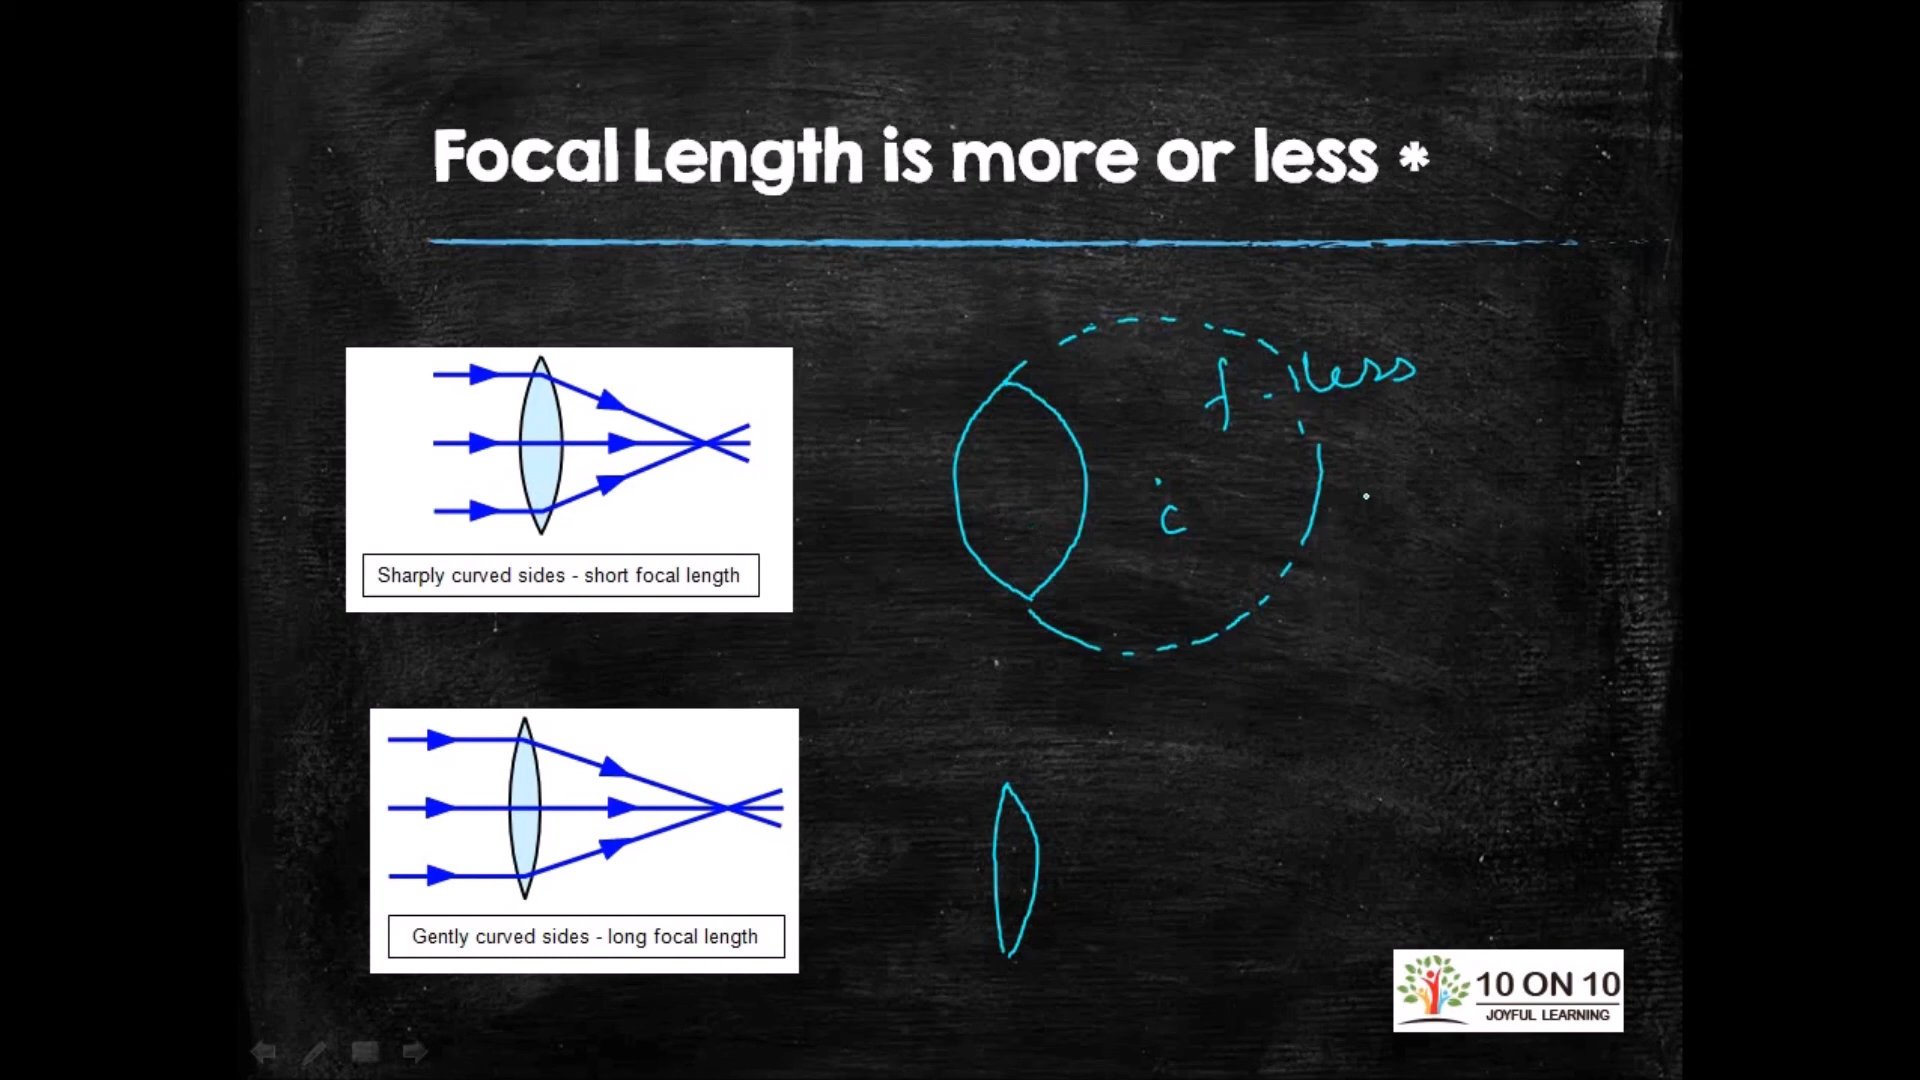 Focal Length is more or less *
Sharply curved sides - short focal length
f - less
c
Gently curved sides - long focal length
10 ON 10
JOYFUL LEARNING